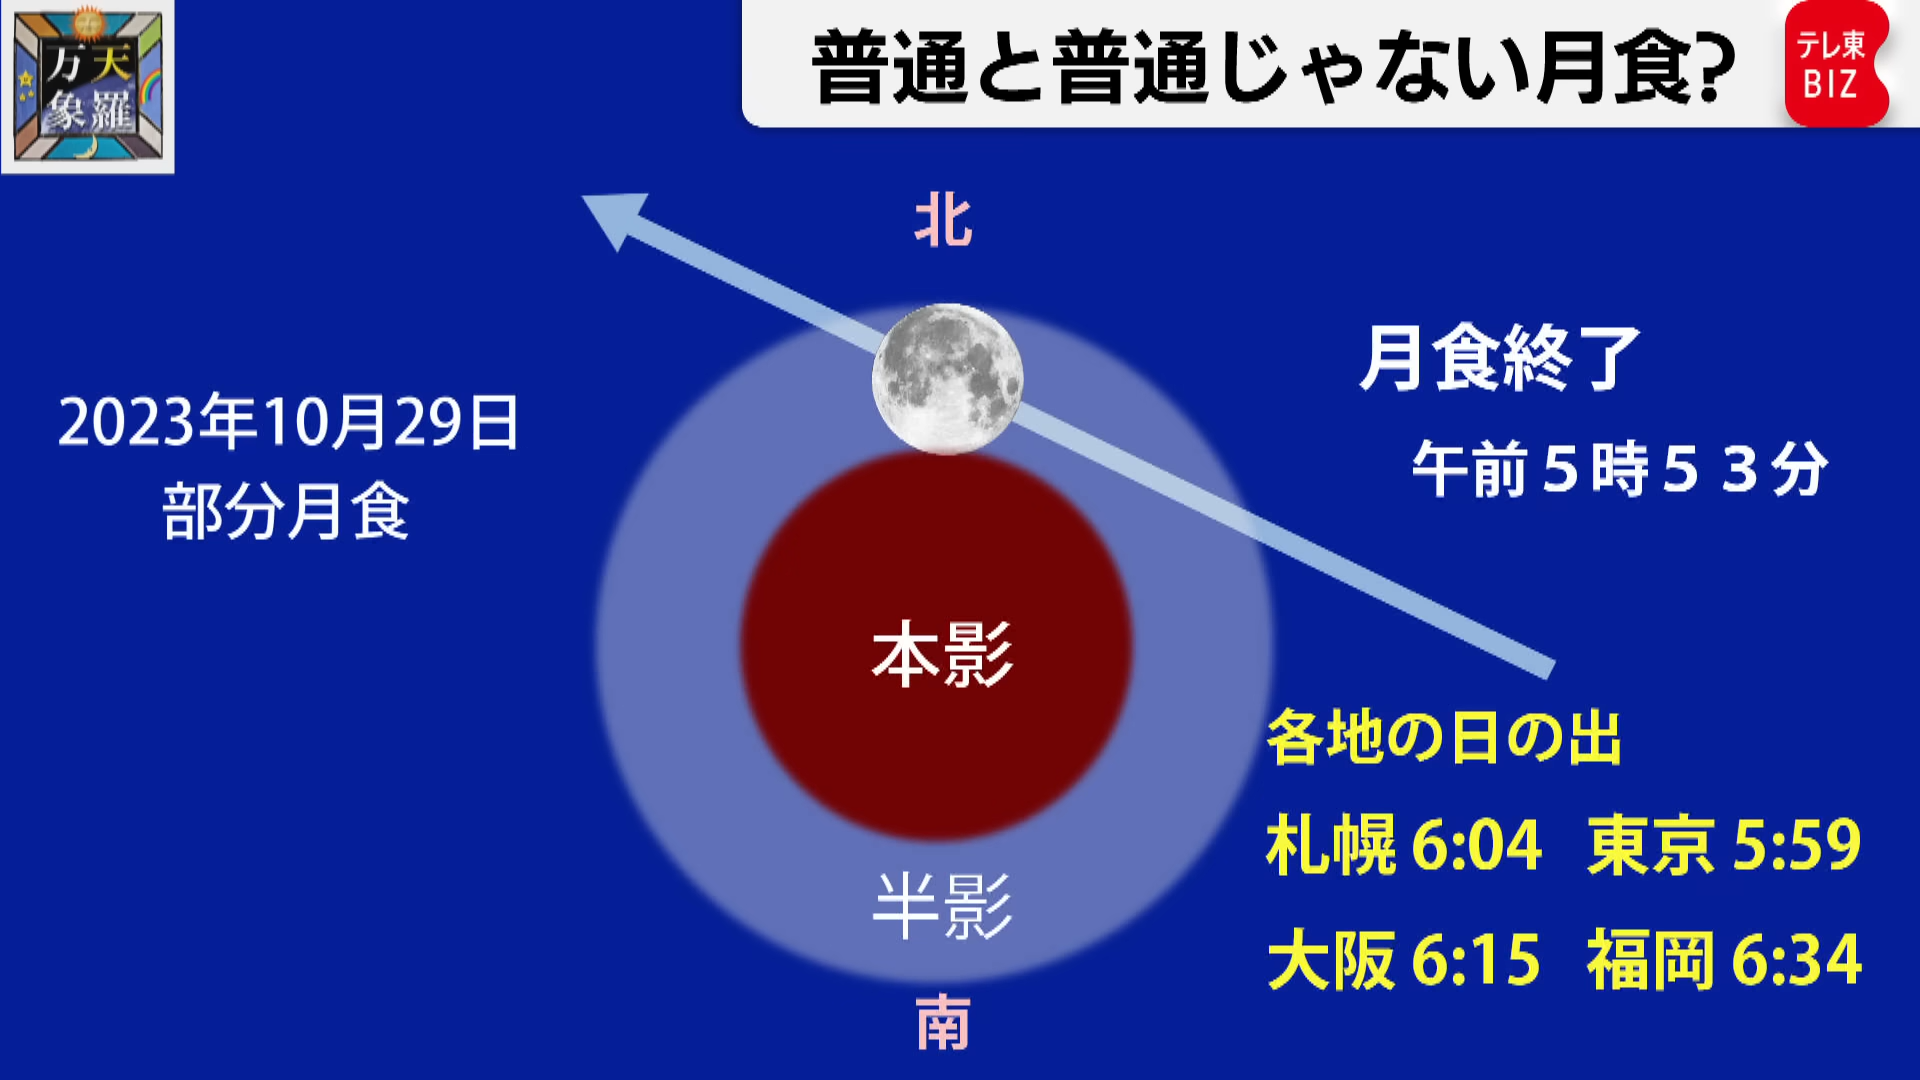 天羅
万象
普通と普通じゃない月食?
テレ東
BIZ
北
2023年10月29日
部分月食
月食終了
午前5時53分
本影
半影
南
各地の日の出
札幌 6:04 東京 5:59
大阪 6:15 福岡 6:34